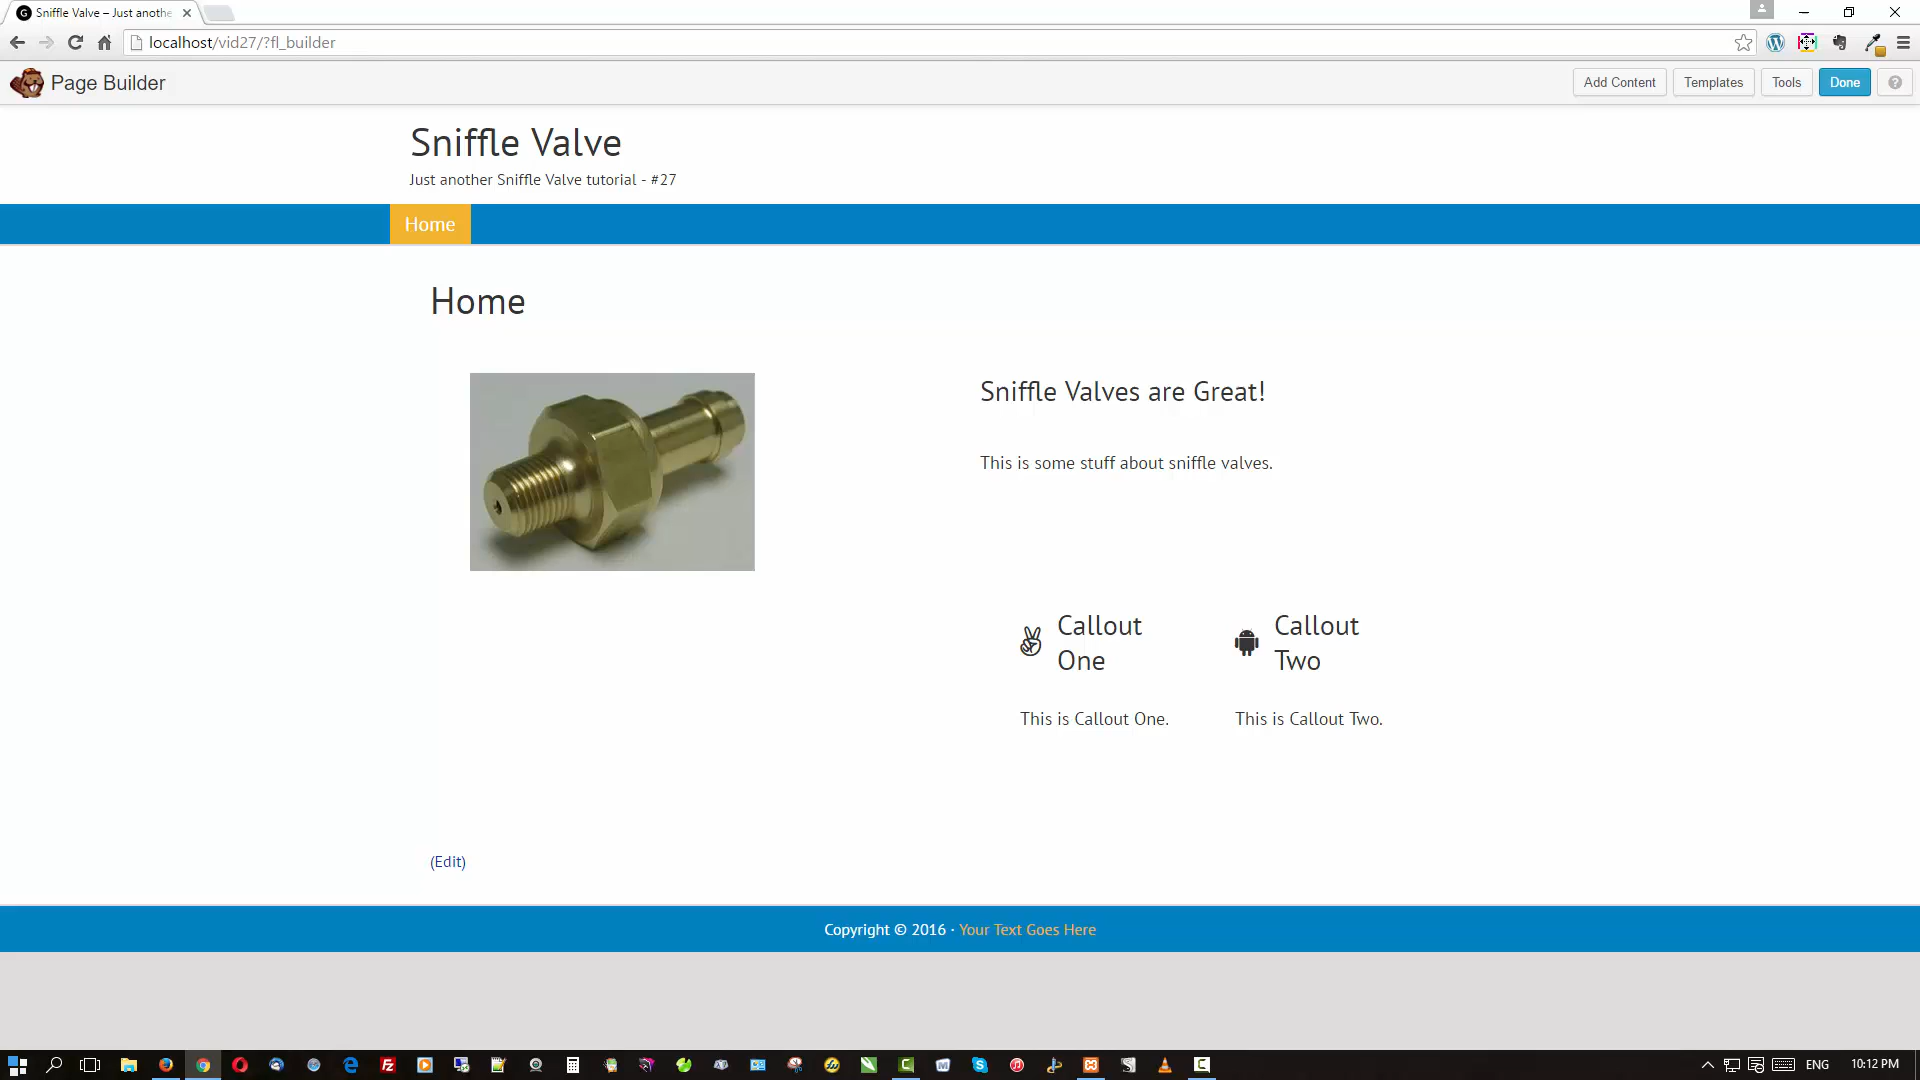 Sniffle Valve – Just anothe
localhost/vid27/?fl_builder
Page Builder
Add Content
Templates
Tools
Done
?
Sniffle Valve
Just another Sniffle Valve tutorial - #27
Home
Home
Sniffle Valves are Great!
This is some stuff about sniffle valves.
Callout
One
This is Callout One.
Callout
Two
This is Callout Two.
(Edit)
Copyright © 2016 · Your Text Goes Here
ENG
10:12 PM